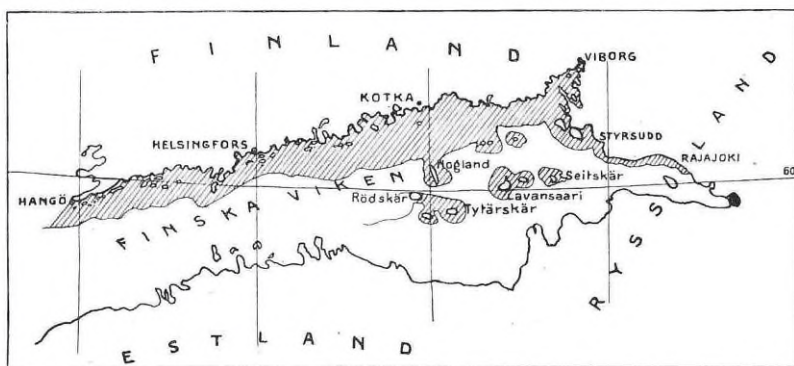 FINLAND
VIBORG
KOTKA
STYRSUDD
HELSINGFORS
RAJAJOKI
Hogland
60
Seitskär
HANGÖ
FINSKA VIKEN
Rödskär
Lavansaari
Tytärskär
RYSSLAND
ESTLAND